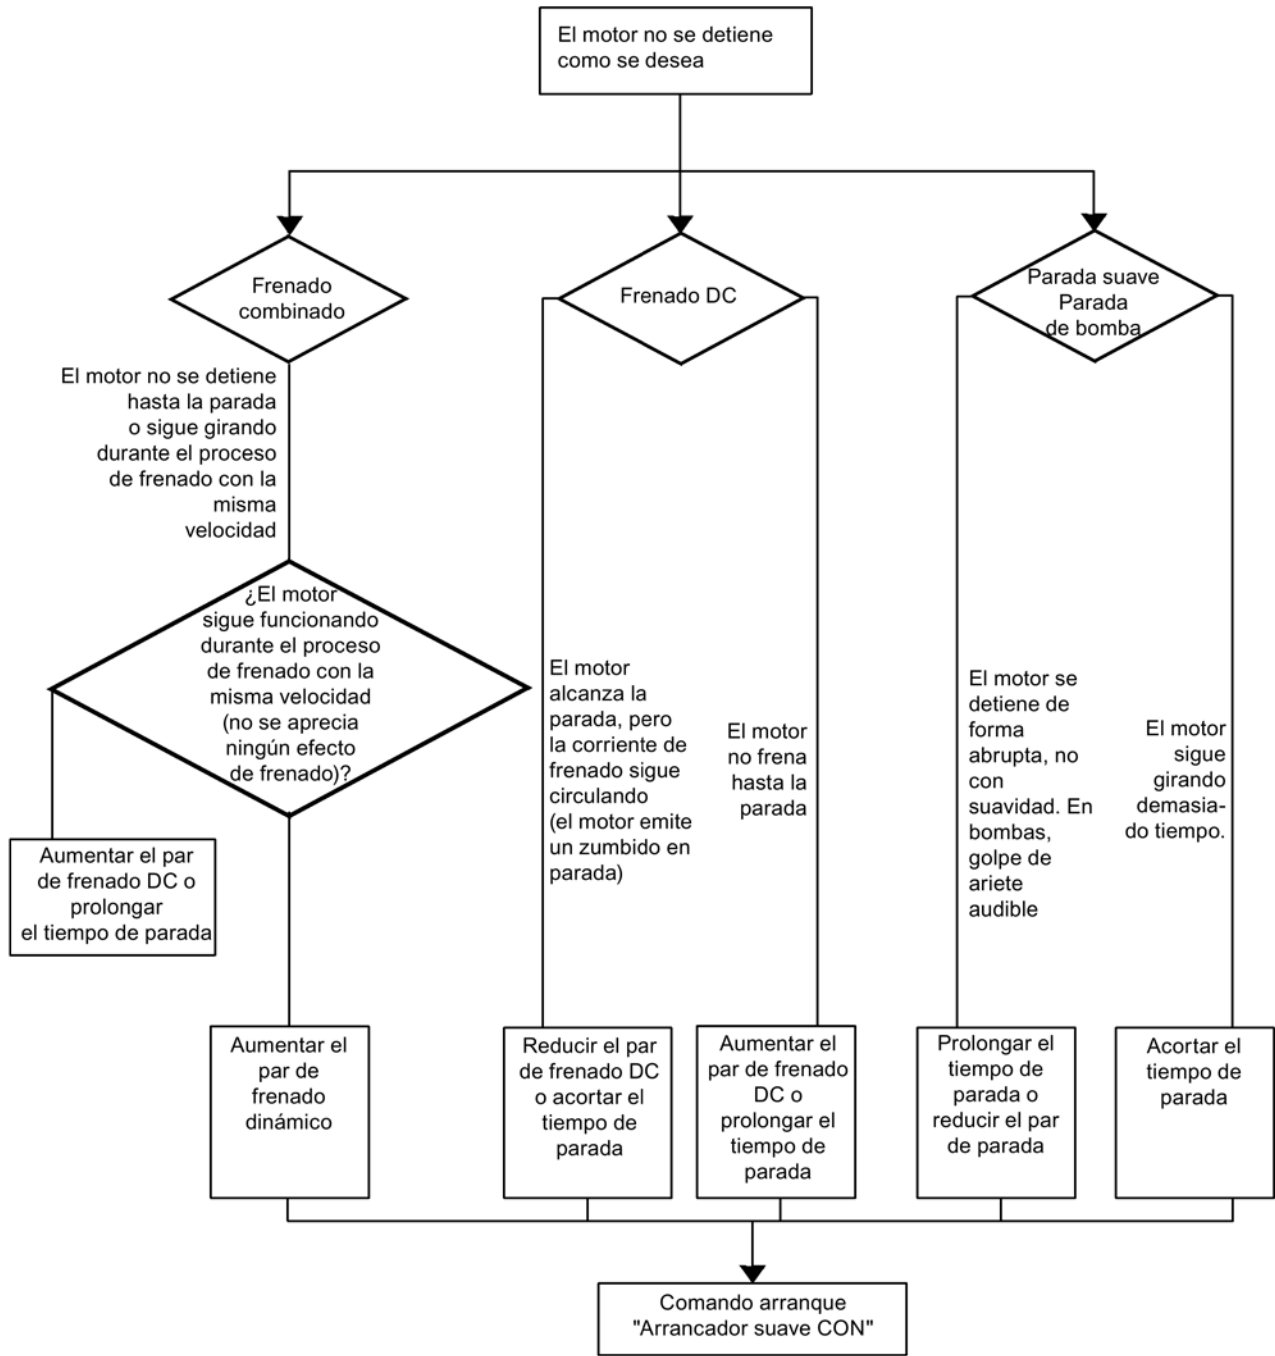 El motor no se detiene
como se desea
Frenado
combinado
Frenado DC
Parada suave
Parada
de bomba
El motor no se detiene
hasta la parada
o sigue girando
durante el proceso
de frenado con la
misma
velocidad
¿El motor
sigue funcionando
durante el proceso
de frenado con la
misma velocidad
(no se aprecia
ningún efecto
de frenado)?
El motor
alcanza la
parada, pero
la corriente de
frenado sigue
circulando
(el motor emite
un zumbido en
parada)
El motor
no frena
hasta la
parada
El motor se
detiene de
forma
abrupta, no
con
suavidad. En
bombas,
golpe de
ariete
audible
El motor
sigue
girando
demasia-
do tiempo.
Aumentar el par
de frenado DC o
prolongar
el tiempo de parada
Aumentar el
par de
frenado
dinámico
Reducir el par
de frenado DC
o acortar el
tiempo de
parada
Aumentar el
par de frenado
DC o
prolongar el
tiempo de
parada
Prolongar el
tiempo de
parada o
reducir el par
de parada
Acortar el
tiempo de
parada
Comando arranque
"Arrancador suave CON"